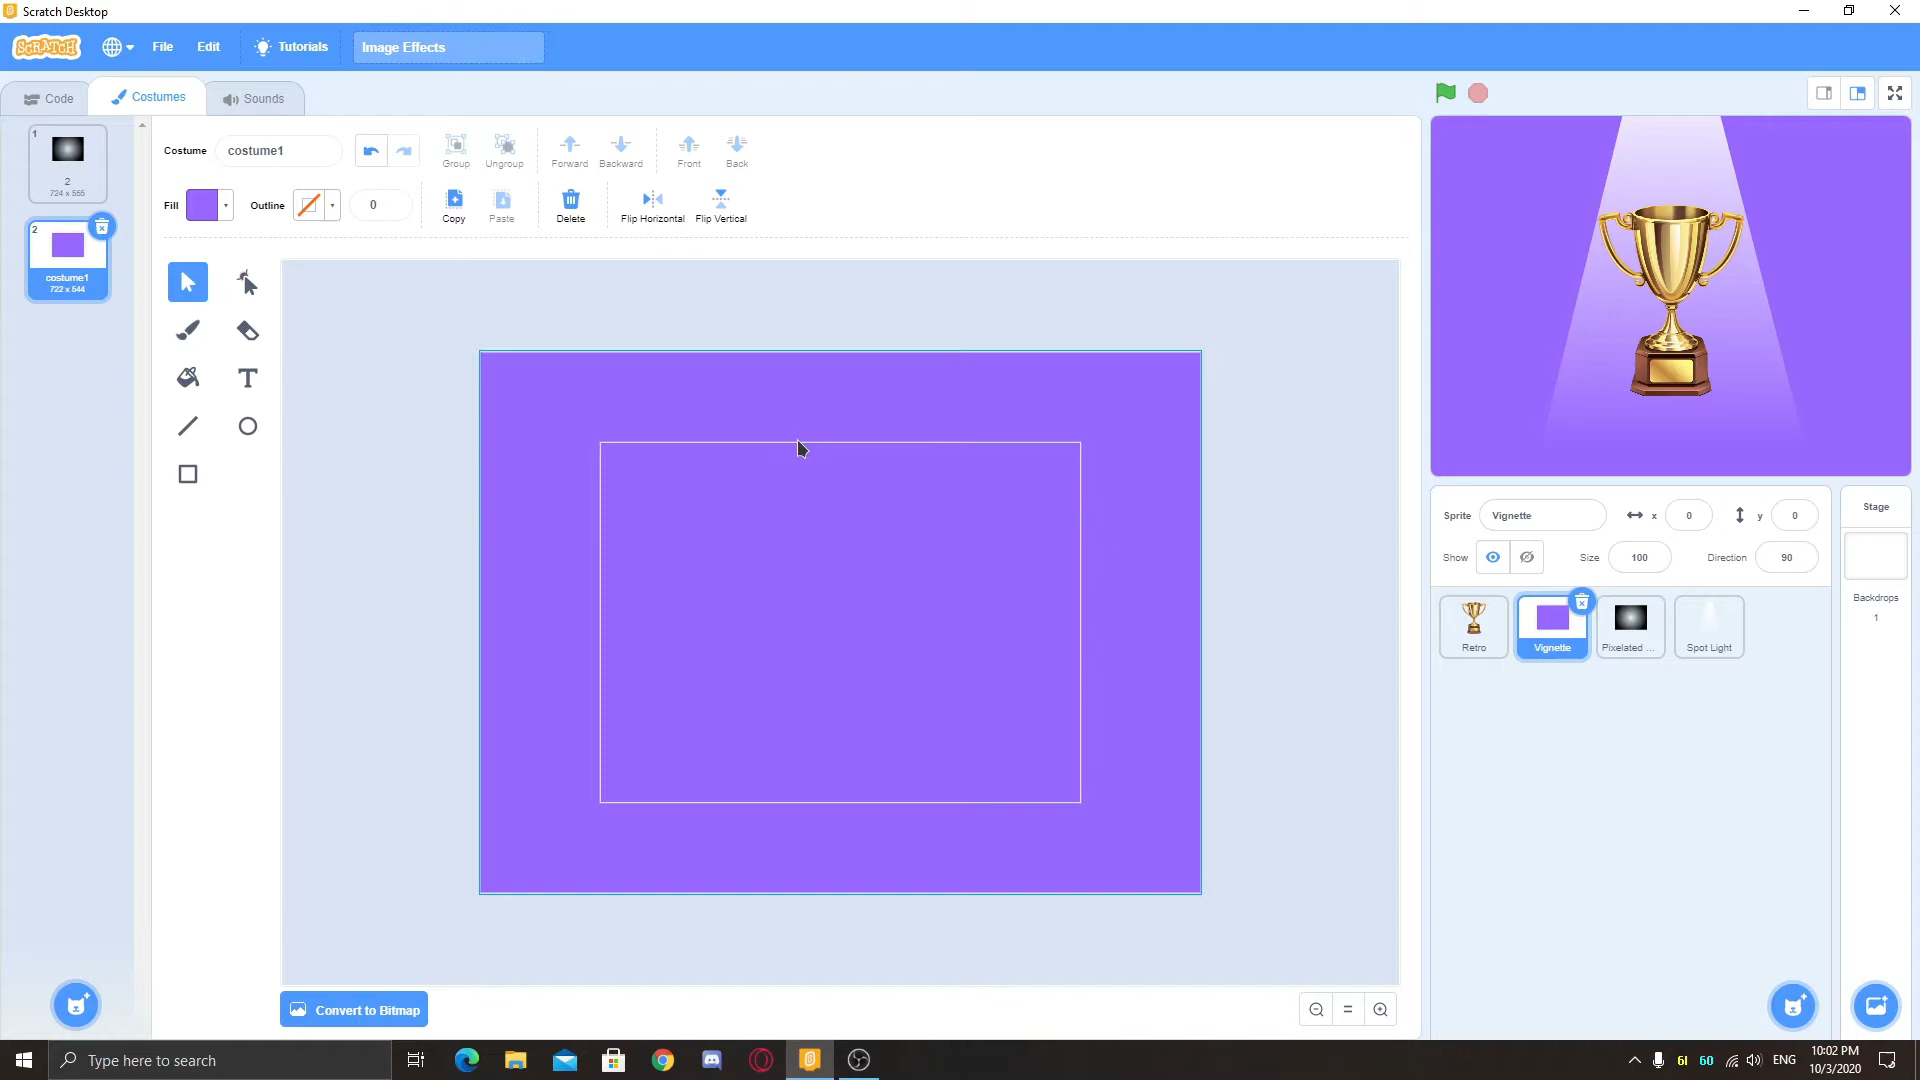 Scratch Desktop
SCRATCH
File
Edit
Tutorials
Image Effects
Code
Costumes
Sounds
1
2
724 x 555
2
costume1
722 x 544
Costume
costume1
Group
Ungroup
Forward
Backward
Front
Back
Fill
Outline
0
Copy
Paste
Delete
Flip Horizontal
Flip Vertical
Convert to Bitmap
Sprite
Vignette
x
0
y
0
Show
Size
100
Direction
90
Retro
Vignette
Pixelated ...
Spot Light
Stage
Backdrops
1
Type here to search
61
60
ENG
10:02 PM
10/3/2020